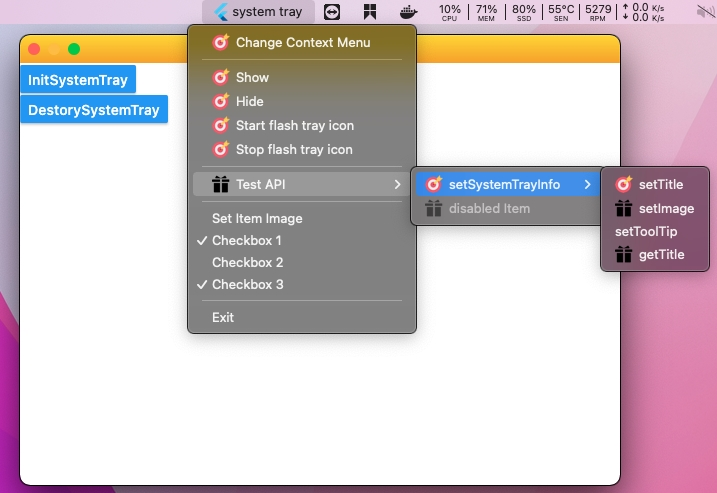 system tray
10% 71% 80% 55°C 5279 ↑ 0.0 K/s
CPU MEM SSD SEN RPM ↓ 0.0 K/s
InitSystemTray
DestorySystemTray
Change Context Menu
Show
Hide
Start flash tray icon
Stop flash tray icon
Test API
Set Item Image
Checkbox 1
Checkbox 2
Checkbox 3
Exit
setSystemTrayInfo
disabled Item
setTitle
setImage
setToolTip
getTitle